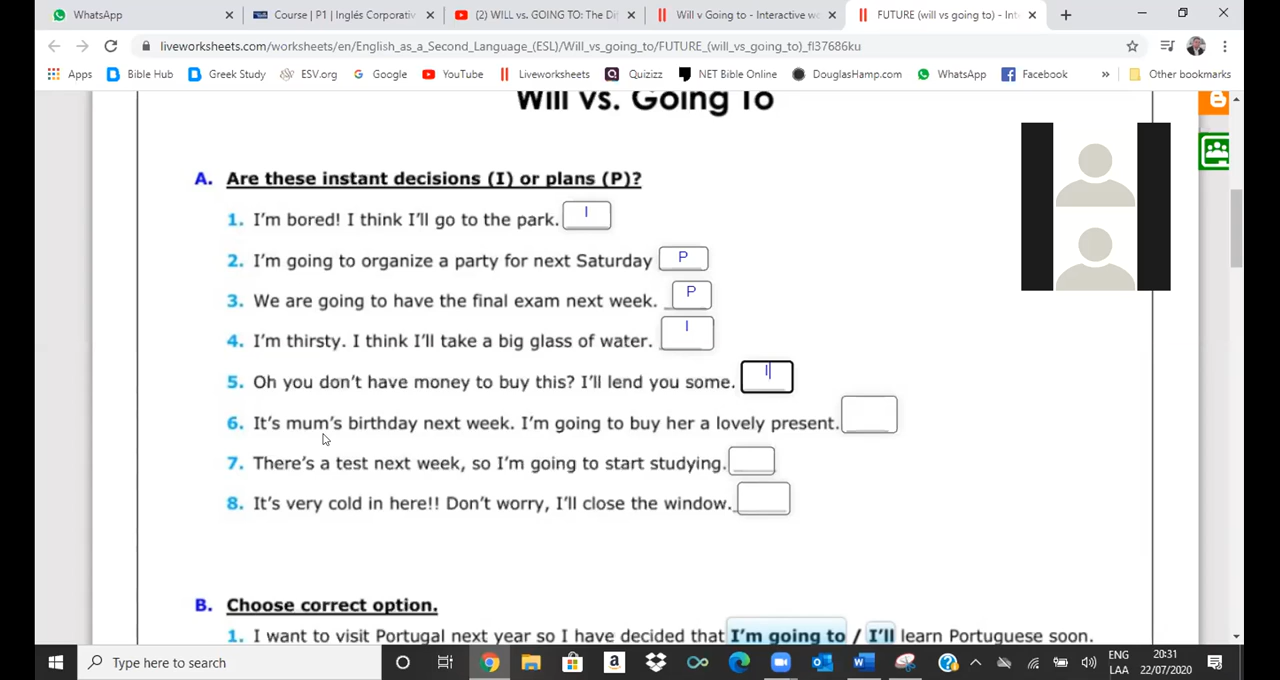 WhatsApp
Course | P1 | Inglés Corporativ
(2) WILL vs. GOING TO: The Di
Will v Going to - Interactive wo
FUTURE (will vs going to) - Int
liveworksheets.com/worksheets/en/English_as_a_Second_Language_(ESL)/Will_vs_going_to/FUTURE_(will_vs_going_to)_fl37686ku
Apps Bible Hub Greek Study ESV.org Google YouTube Liveworksheets Quizizz NET Bible Online DouglasHamp.com WhatsApp Facebook » Other bookmarks
Will vs. Going To
A. Are these instant decisions (I) or plans (P)?
1. I'm bored! I think I'll go to the park. I
2. I'm going to organize a party for next Saturday P
3. We are going to have the final exam next week. P
4. I'm thirsty. I think I'll take a big glass of water. I
5. Oh you don't have money to buy this? I'll lend you some. I
6. It's mum's birthday next week. I'm going to buy her a lovely present.
7. There's a test next week, so I'm going to start studying.
8. It's very cold in here!! Don't worry, I'll close the window.
B. Choose correct option.
1. I want to visit Portugal next year so I have decided that I'm going to / I'll learn Portuguese soon.
Type here to search
ENG 20:31
LAA 22/07/2020